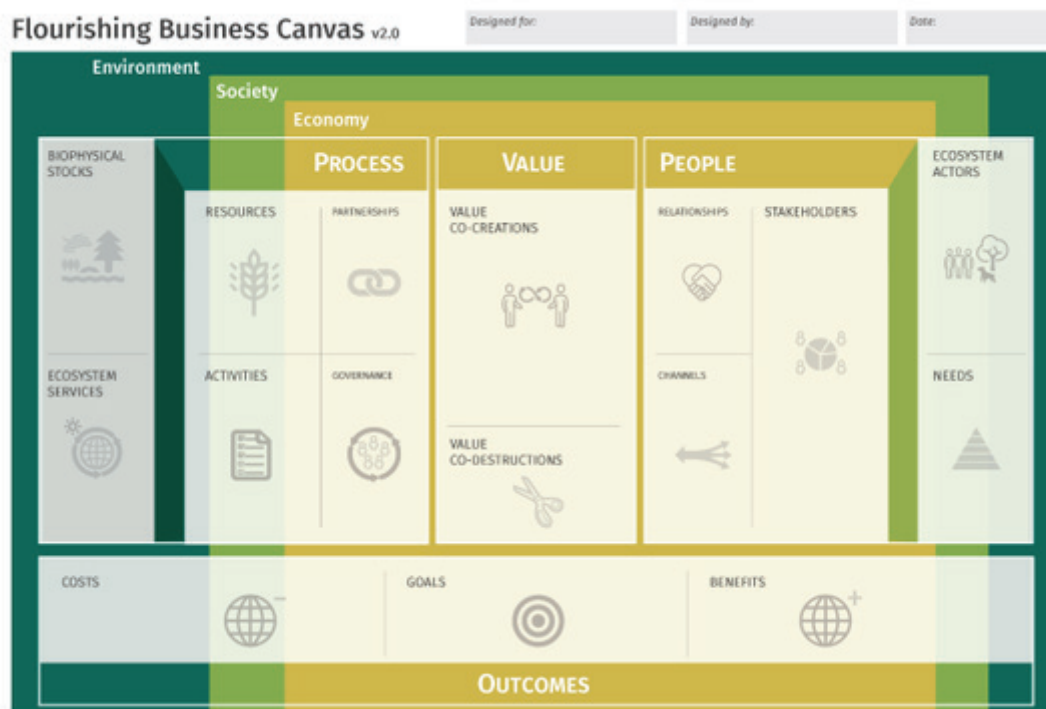 Flourishing Business Canvas v2.0
Designed for:
Designed by:
Date:
Environment
Society
Economy
BIOPHYSICAL
STOCKS
PROCESS
VALUE
PEOPLE
ECOSYSTEM
ACTORS
RESOURCES
PARTNERSHIPS
VALUE
CO-CREATIONS
RELATIONSHIPS
STAKEHOLDERS
ECOSYSTEM
SERVICES
ACTIVITIES
GOVERNANCE
VALUE
CO-DESTRUCTIONS
CHANNELS
NEEDS
COSTS
GOALS
BENEFITS
OUTCOMES